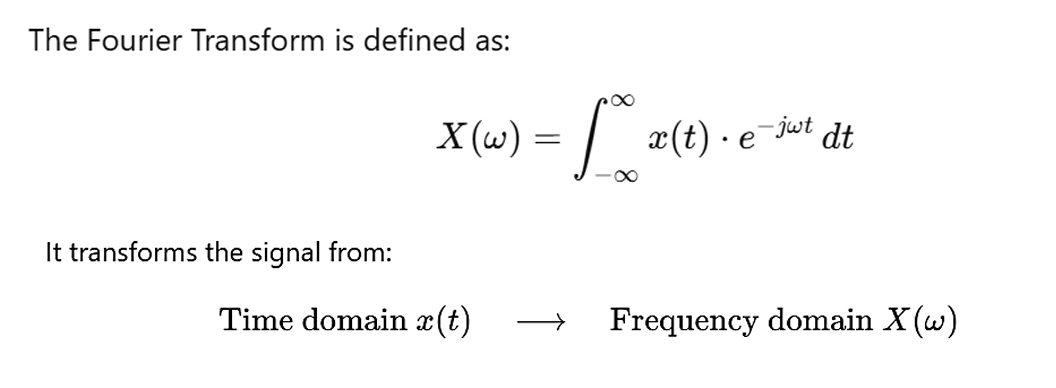 The Fourier Transform is defined as:
X(ω) = ∫_{-∞}^{∞} x(t) · e^{-jωt} dt
It transforms the signal from:
Time domain x(t) ⟶ Frequency domain X(ω)